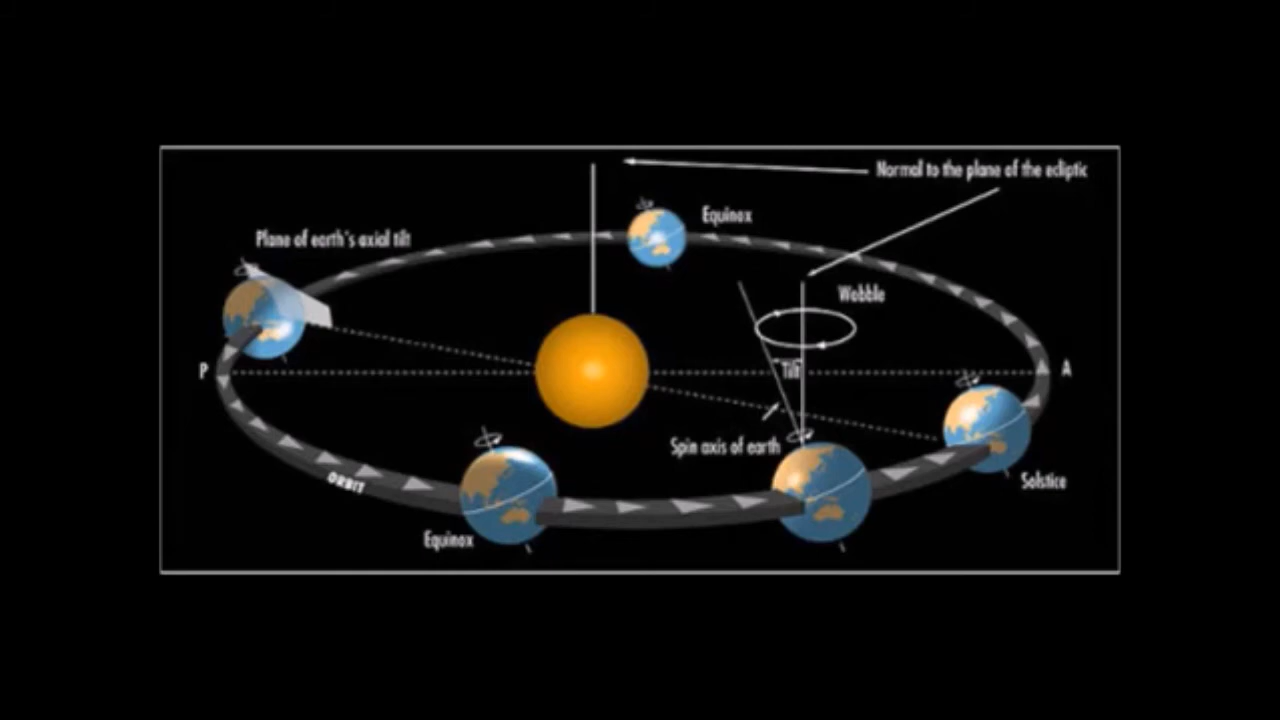 Normal to the plane of the ecliptic
Equinox
Plane of earth's axial tilt
Wobble
P
Tilt
A
Spin axis of earth
Solstice
ORBIT
Equinox